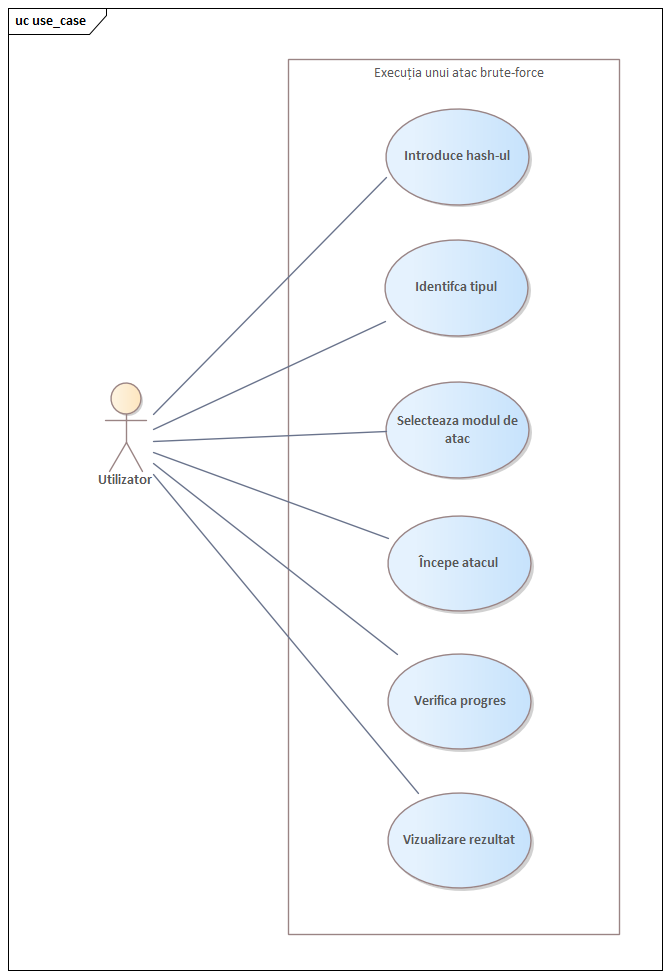 uc use_case
Execuția unui atac brute-force
Introduce hash-ul
Identifca tipul
Selecteaza modul de
atac
Începe atacul
Utilizator
Verifica progres
Vizualizare rezultat